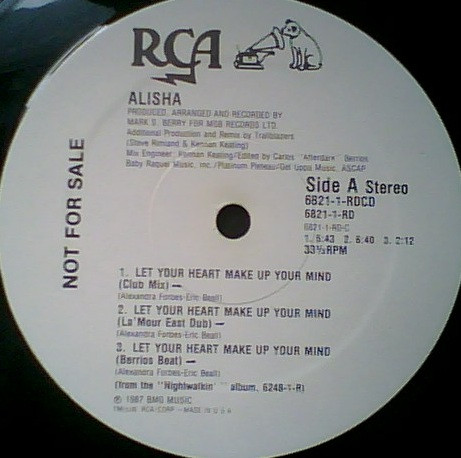 RCA
ALISHA
PRODUCED, ARRANGED AND RECORDED BY
MARK S. BERRY FOR MSB RECORDS LTD.
Additional Production and Remix by Trailblazers
(Steve Rimland & Keenan Keating)
Mix Engineer: Keenan Keating/Edited by Carlos "Afterdark" Berrios
Baby Raquel Music, Inc./Platinum Plateau/Gel Uppa Music, ASCAP
NOT FOR SALE
Side A Stereo
6821-1-RDCD
6821-1-RD
6821-1-RD-C
1. 5:43 2. 6:40 3. 2:12
33⅓RPM
1. LET YOUR HEART MAKE UP YOUR MIND
(Club Mix) —
(Alexandra Forbes-Eric Beall)
2. LET YOUR HEART MAKE UP YOUR MIND
(La'Mour East Dub) —
(Alexandra Forbes-Eric Beall)
3. LET YOUR HEART MAKE UP YOUR MIND
(Berrios Beat) —
(Alexandra Forbes-Eric Beall)
(from the "Nightwalkin'" album, 6248-1-R)
℗ 1987 BMG MUSIC
RCA CORP - MADE IN U.S.A.